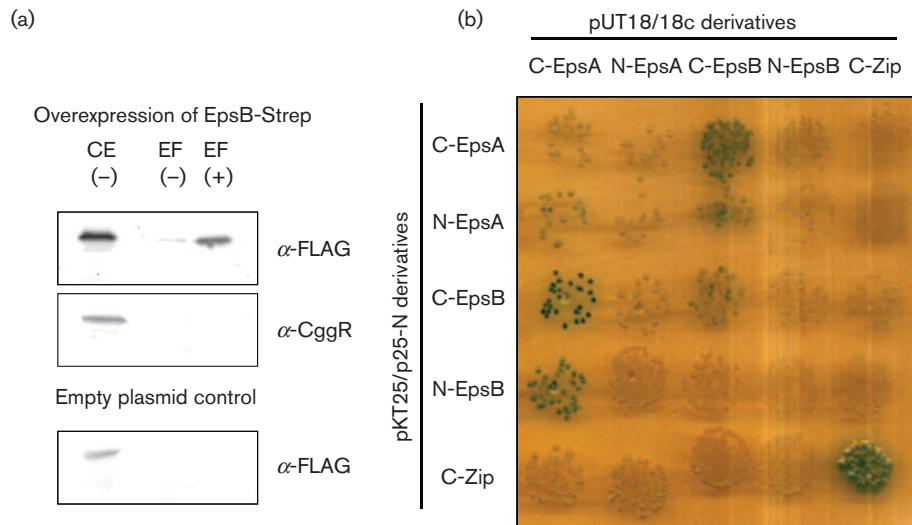 (a)
Overexpression of EpsB-Strep
CE EF EF
(–) (–) (+)
α-FLAG
α-CggR
Empty plasmid control
α-FLAG
(b)
pUT18/18c derivatives
C-EpsA N-EpsA C-EpsB N-EpsB C-Zip
pKT25/p25-N derivatives
C-EpsA
N-EpsA
C-EpsB
N-EpsB
C-Zip